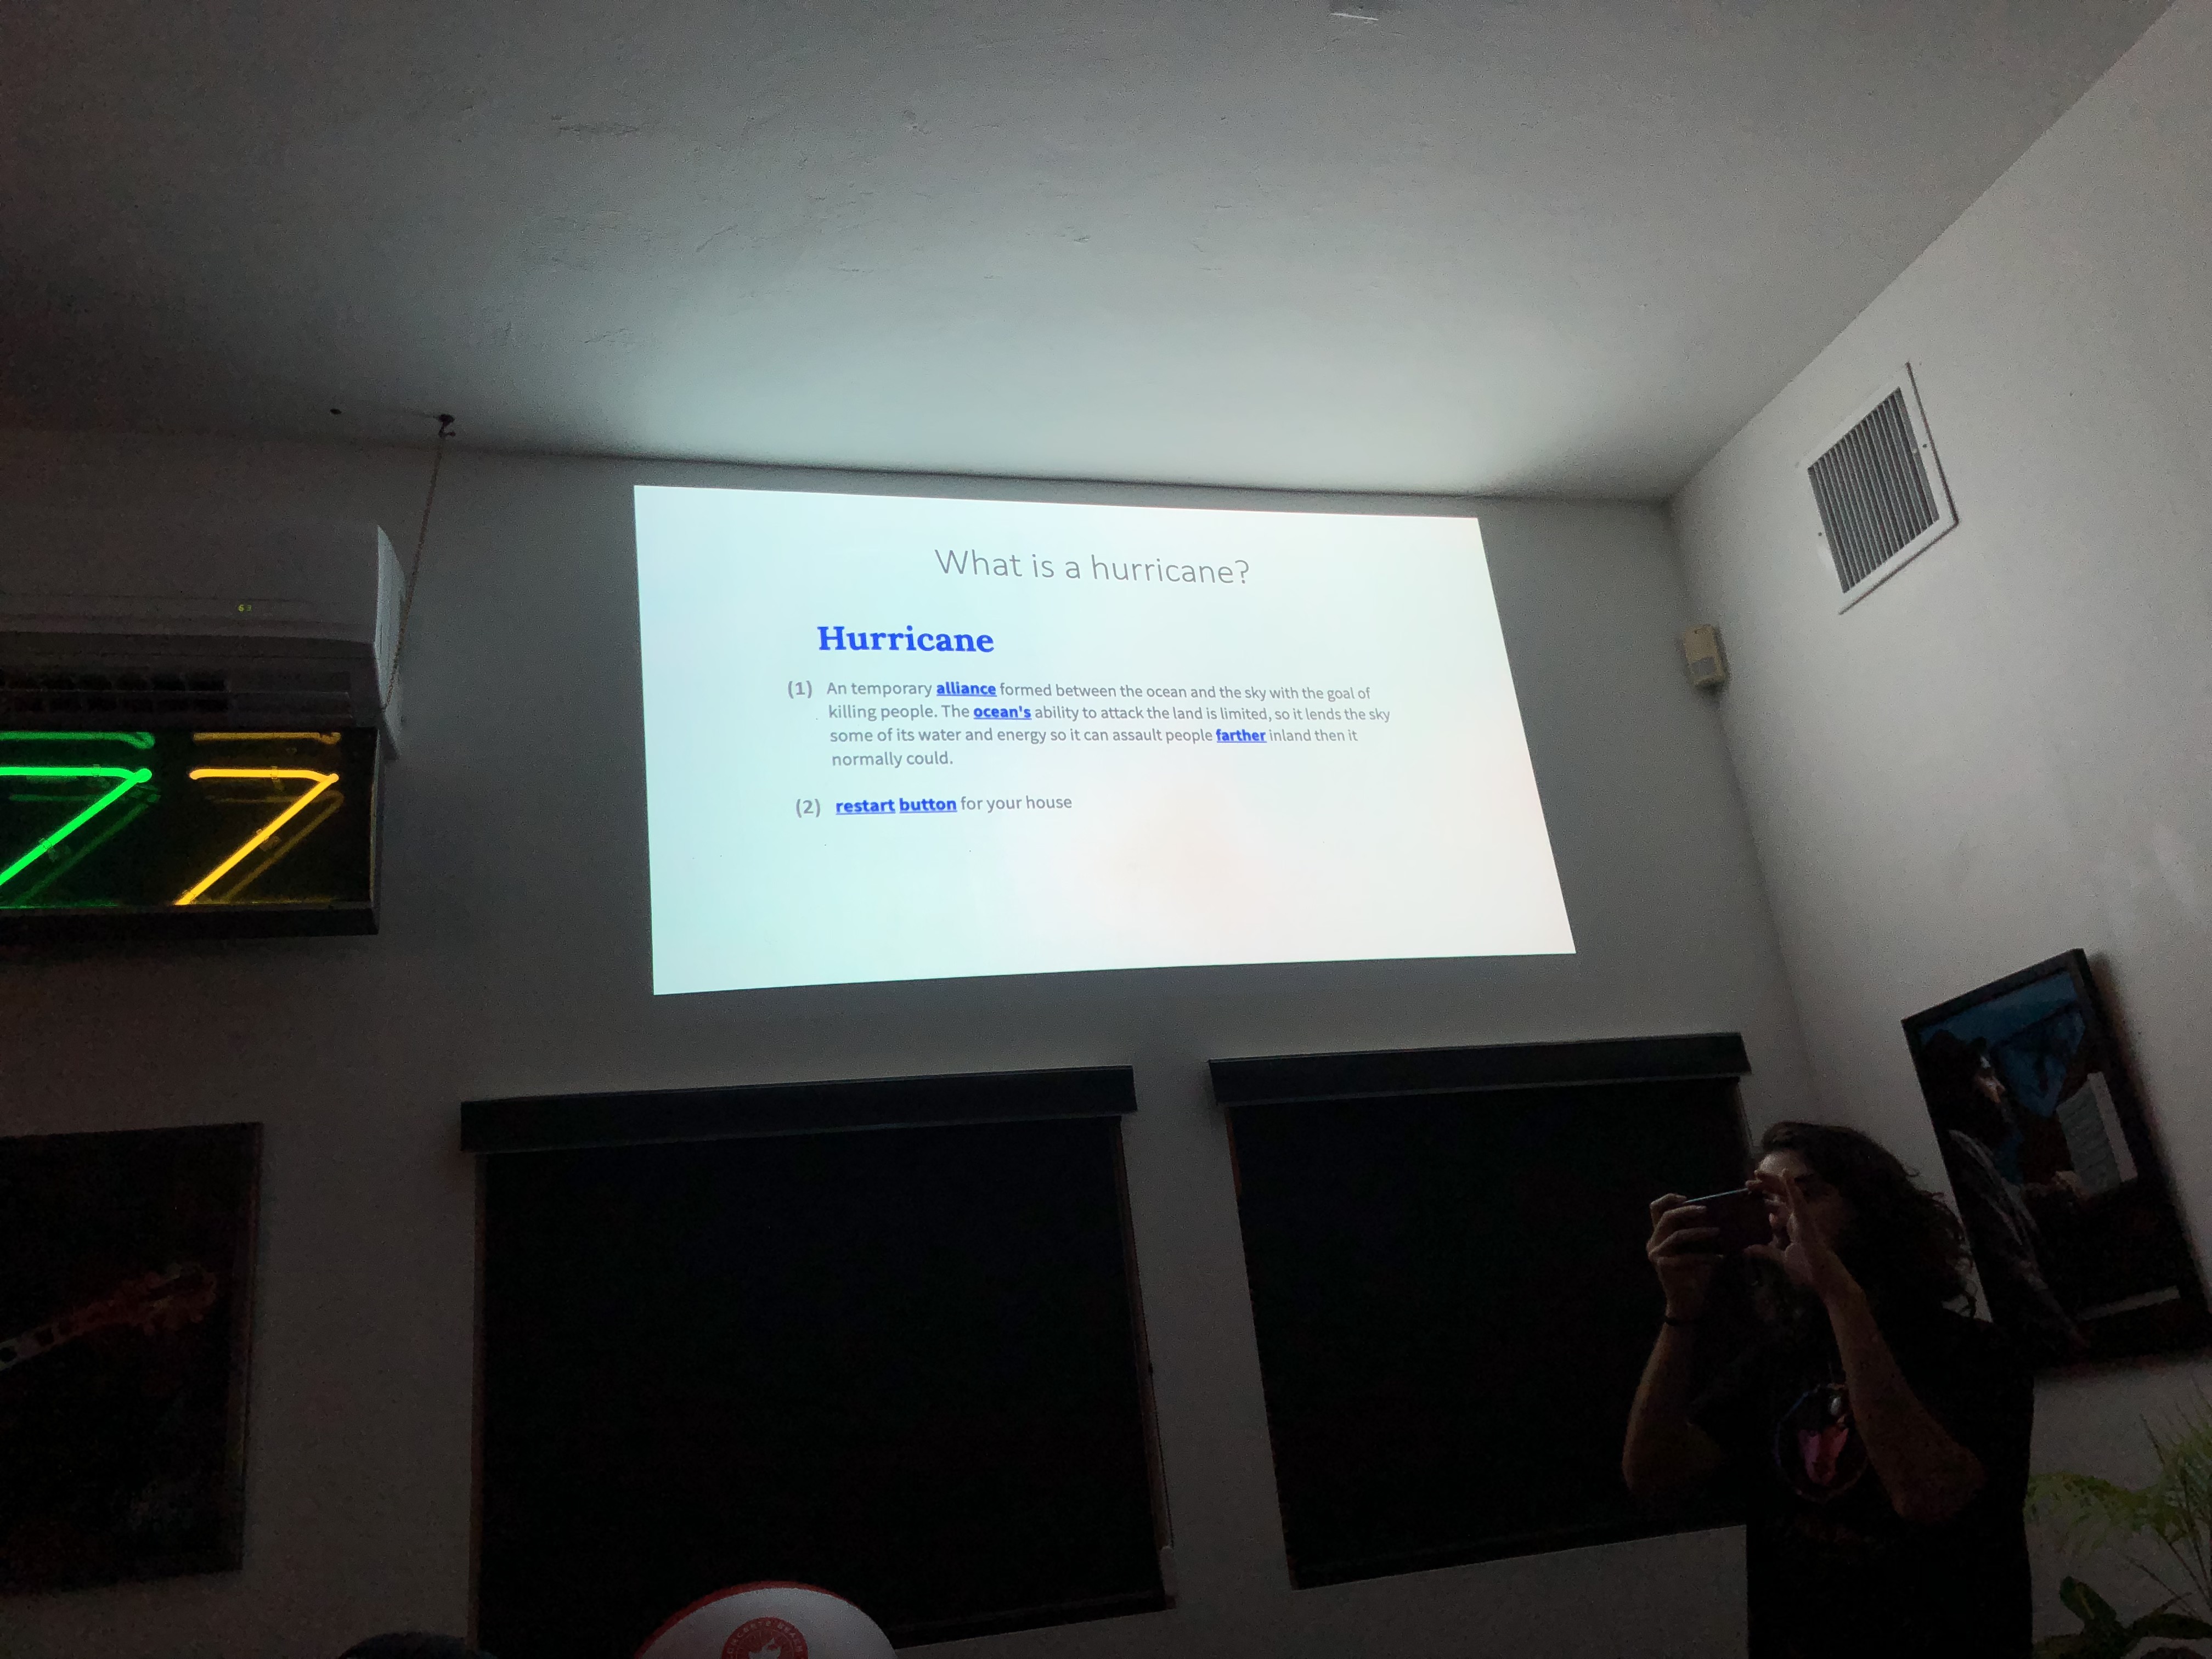 What is a hurricane?
Hurricane
(1) An temporary alliance formed between the ocean and the sky with the goal of
killing people. The ocean's ability to attack the land is limited, so it lends the sky
some of its water and energy so it can assault people farther inland then it
normally could.
(2) restart button for your house
77
63